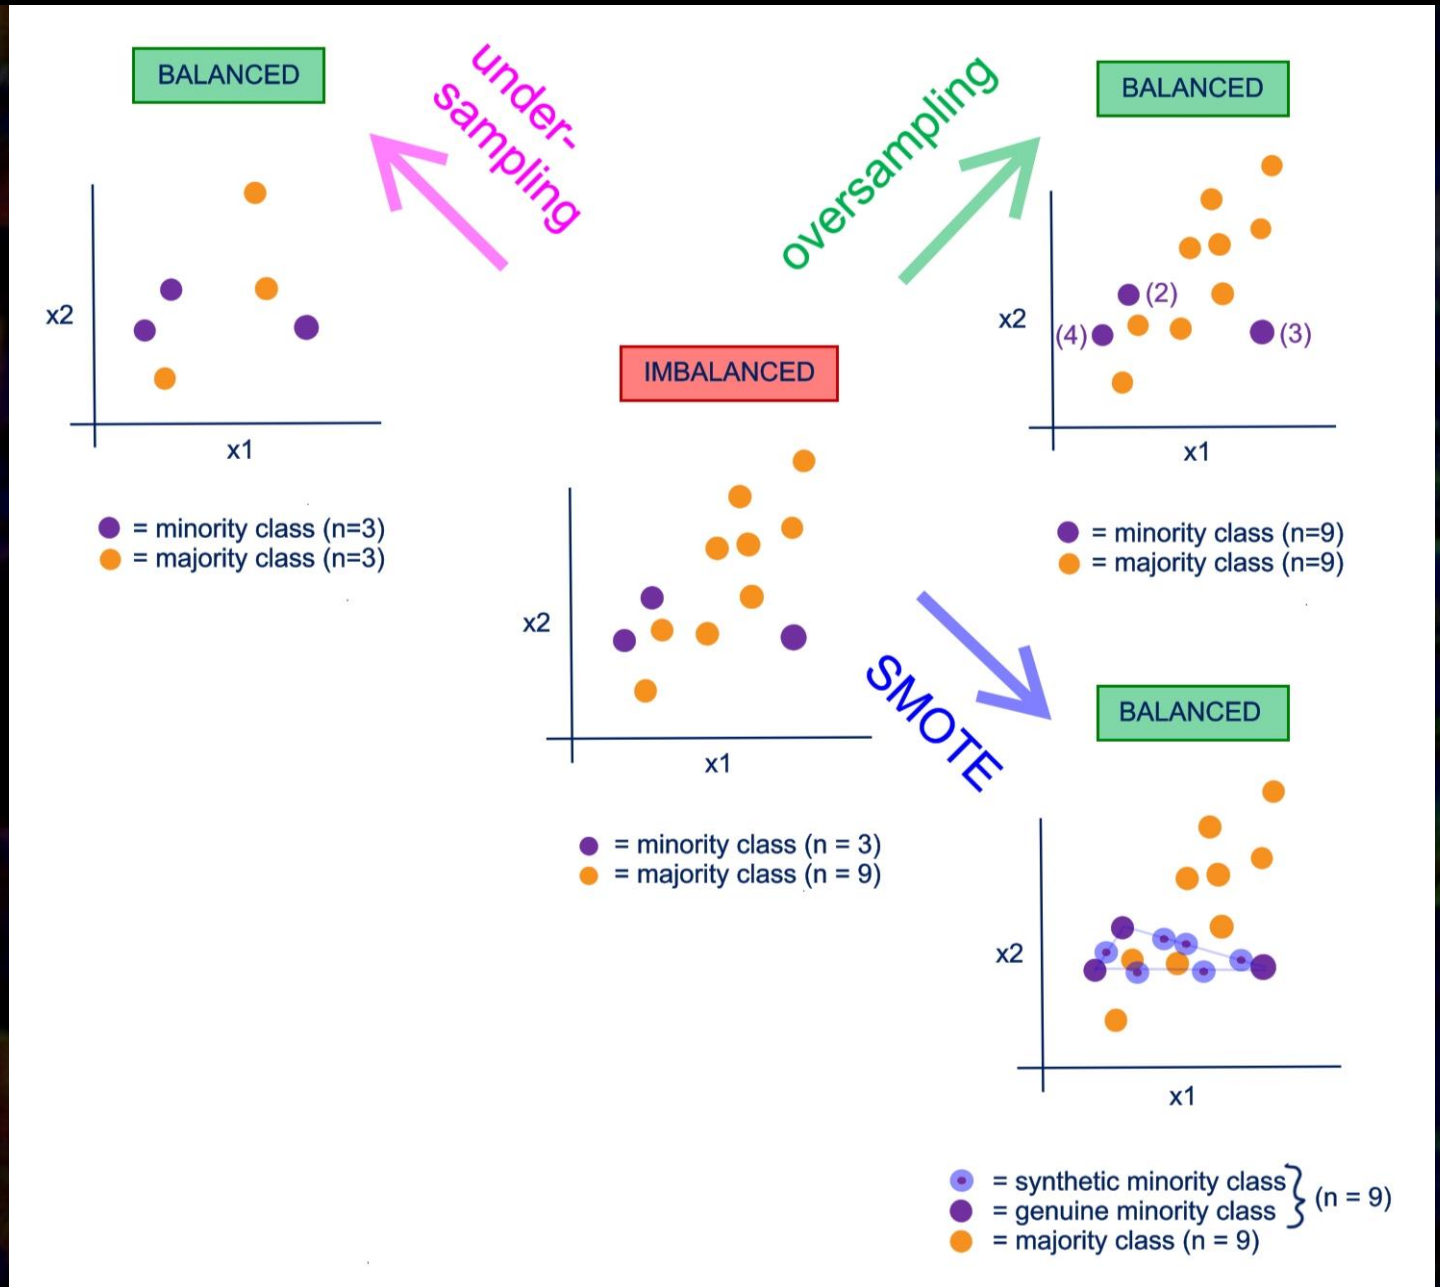 BALANCED
under-
sampling
x2
x1
= minority class (n=3)
= majority class (n=3)
oversampling
BALANCED
(2)
x2
(4)
(3)
x1
= minority class (n=9)
= majority class (n=9)
IMBALANCED
x2
x1
= minority class (n = 3)
= majority class (n = 9)
SMOTE
BALANCED
x2
x1
= synthetic minority class
= genuine minority class
(n = 9)
= majority class (n = 9)